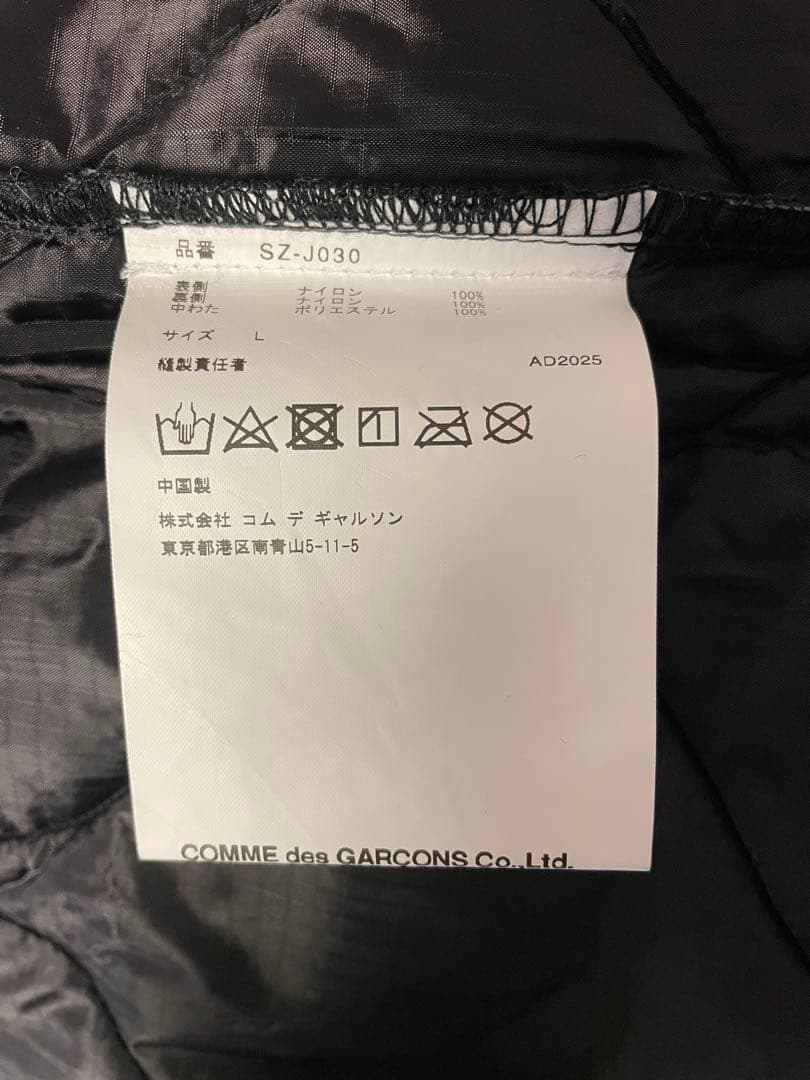 品番 SZ-J030
表側 ナイロン 100%
裏側 ナイロン 100%
中わた ポリエステル 100%
サイズ L
縫製責任者 AD2025
中国製
株式会社 コム デ ギャルソン
東京都港区南青山5-11-5
COMME des GARCONS Co.,Ltd.